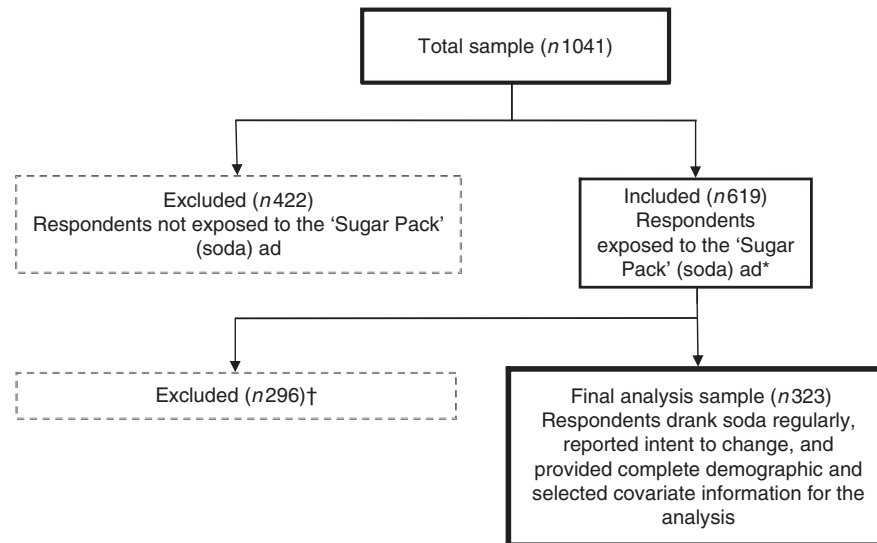 Total sample (n1041)
Excluded (n422)
Respondents not exposed to the ‘Sugar Pack’
(soda) ad
Included (n619)
Respondents
exposed to the ‘Sugar
Pack’ (soda) ad*
Excluded (n296)†
Final analysis sample (n323)
Respondents drank soda regularly,
reported intent to change, and
provided complete demographic and
selected covariate information for the
analysis